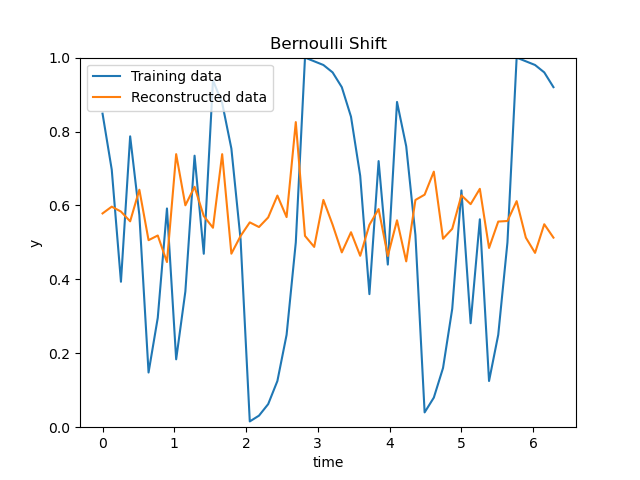 Bernoulli Shift
Training data
Reconstructed data
y
1.0
0.8
0.6
0.4
0.2
0.0
0 1 2 3 4 5 6
time